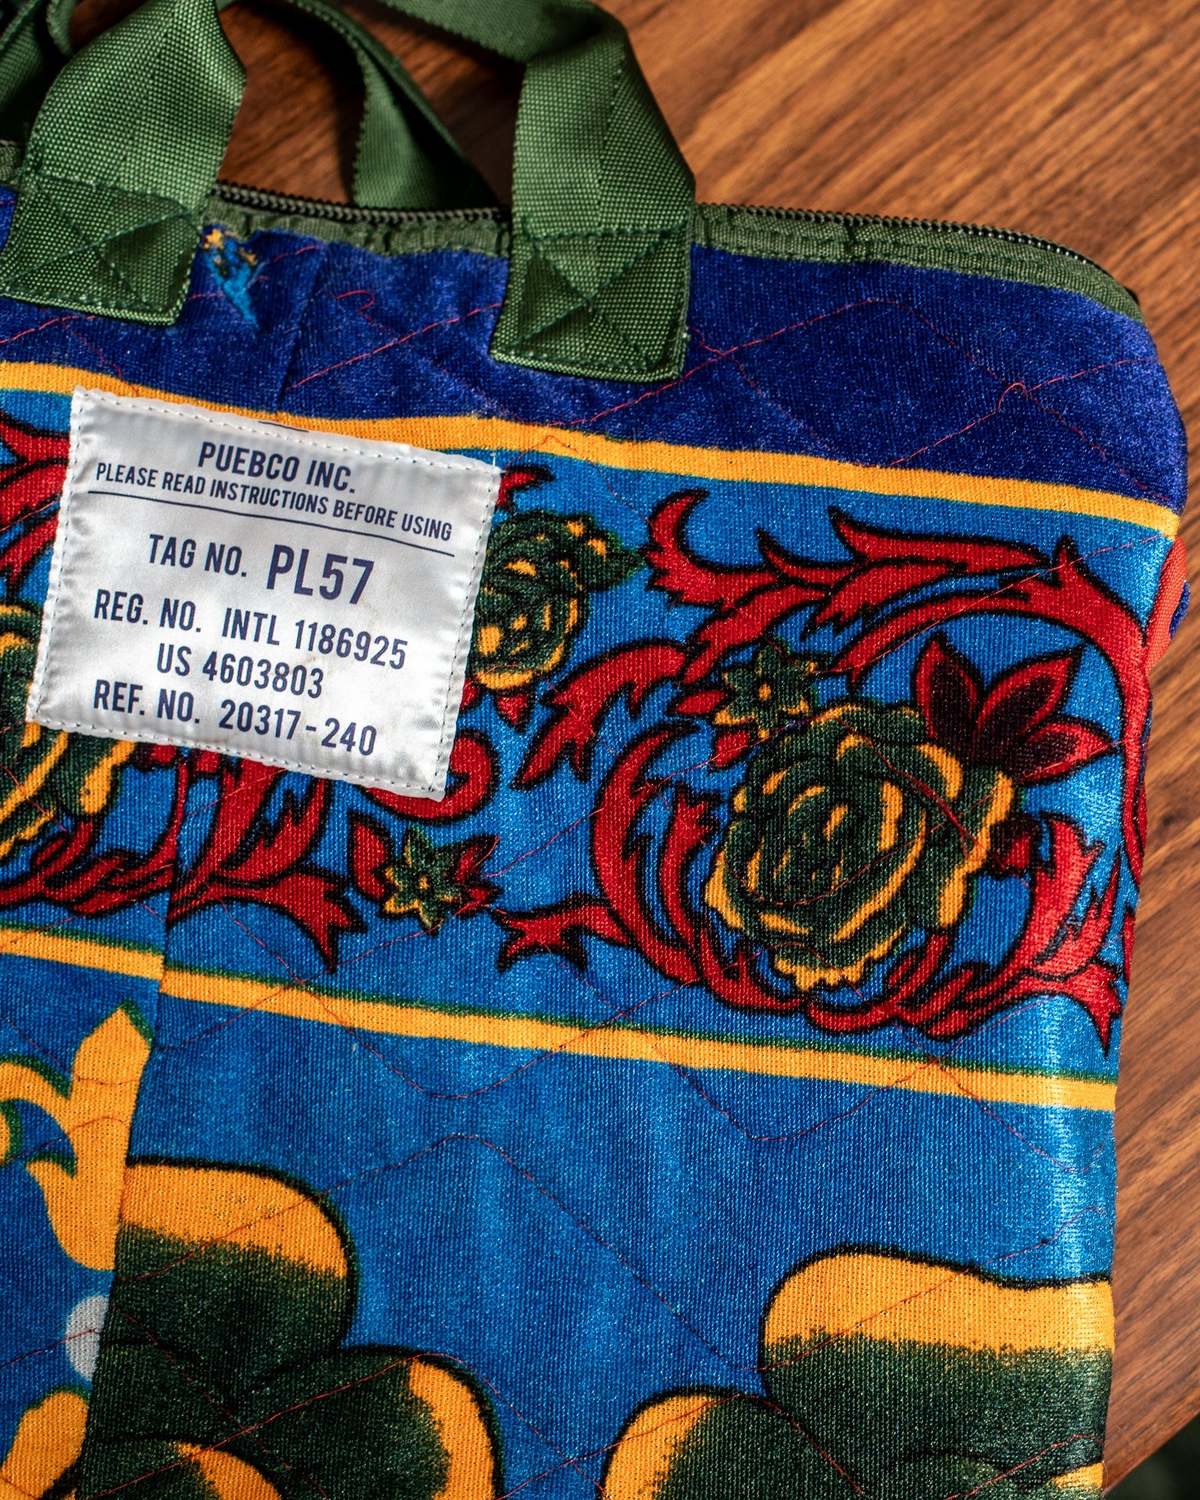 PUEBCO INC.
PLEASE READ INSTRUCTIONS BEFORE USING
TAG NO. PL57
REG. NO. INTL 1186925
US 4603803
REF. NO. 20317-240